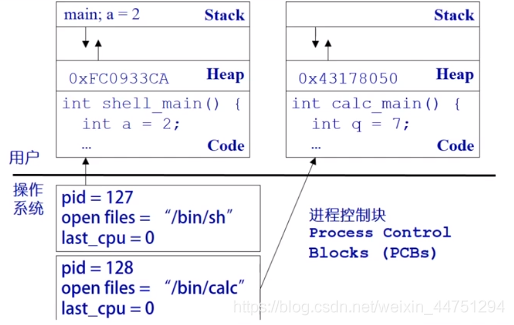 main; a = 2
Stack
0xFC0933CA
Heap
int shell_main() {
int a = 2;
…
Code
Stack
0x43178050
Heap
int calc_main() {
int q = 7;
…
Code
用户
操作
系统
pid = 127
open files = “/bin/sh”
last_cpu = 0
pid = 128
open files = “/bin/calc”
last_cpu = 0
进程控制块
Process Control
Blocks (PCBs)
https://blog.csdn.net/weixin_44751294